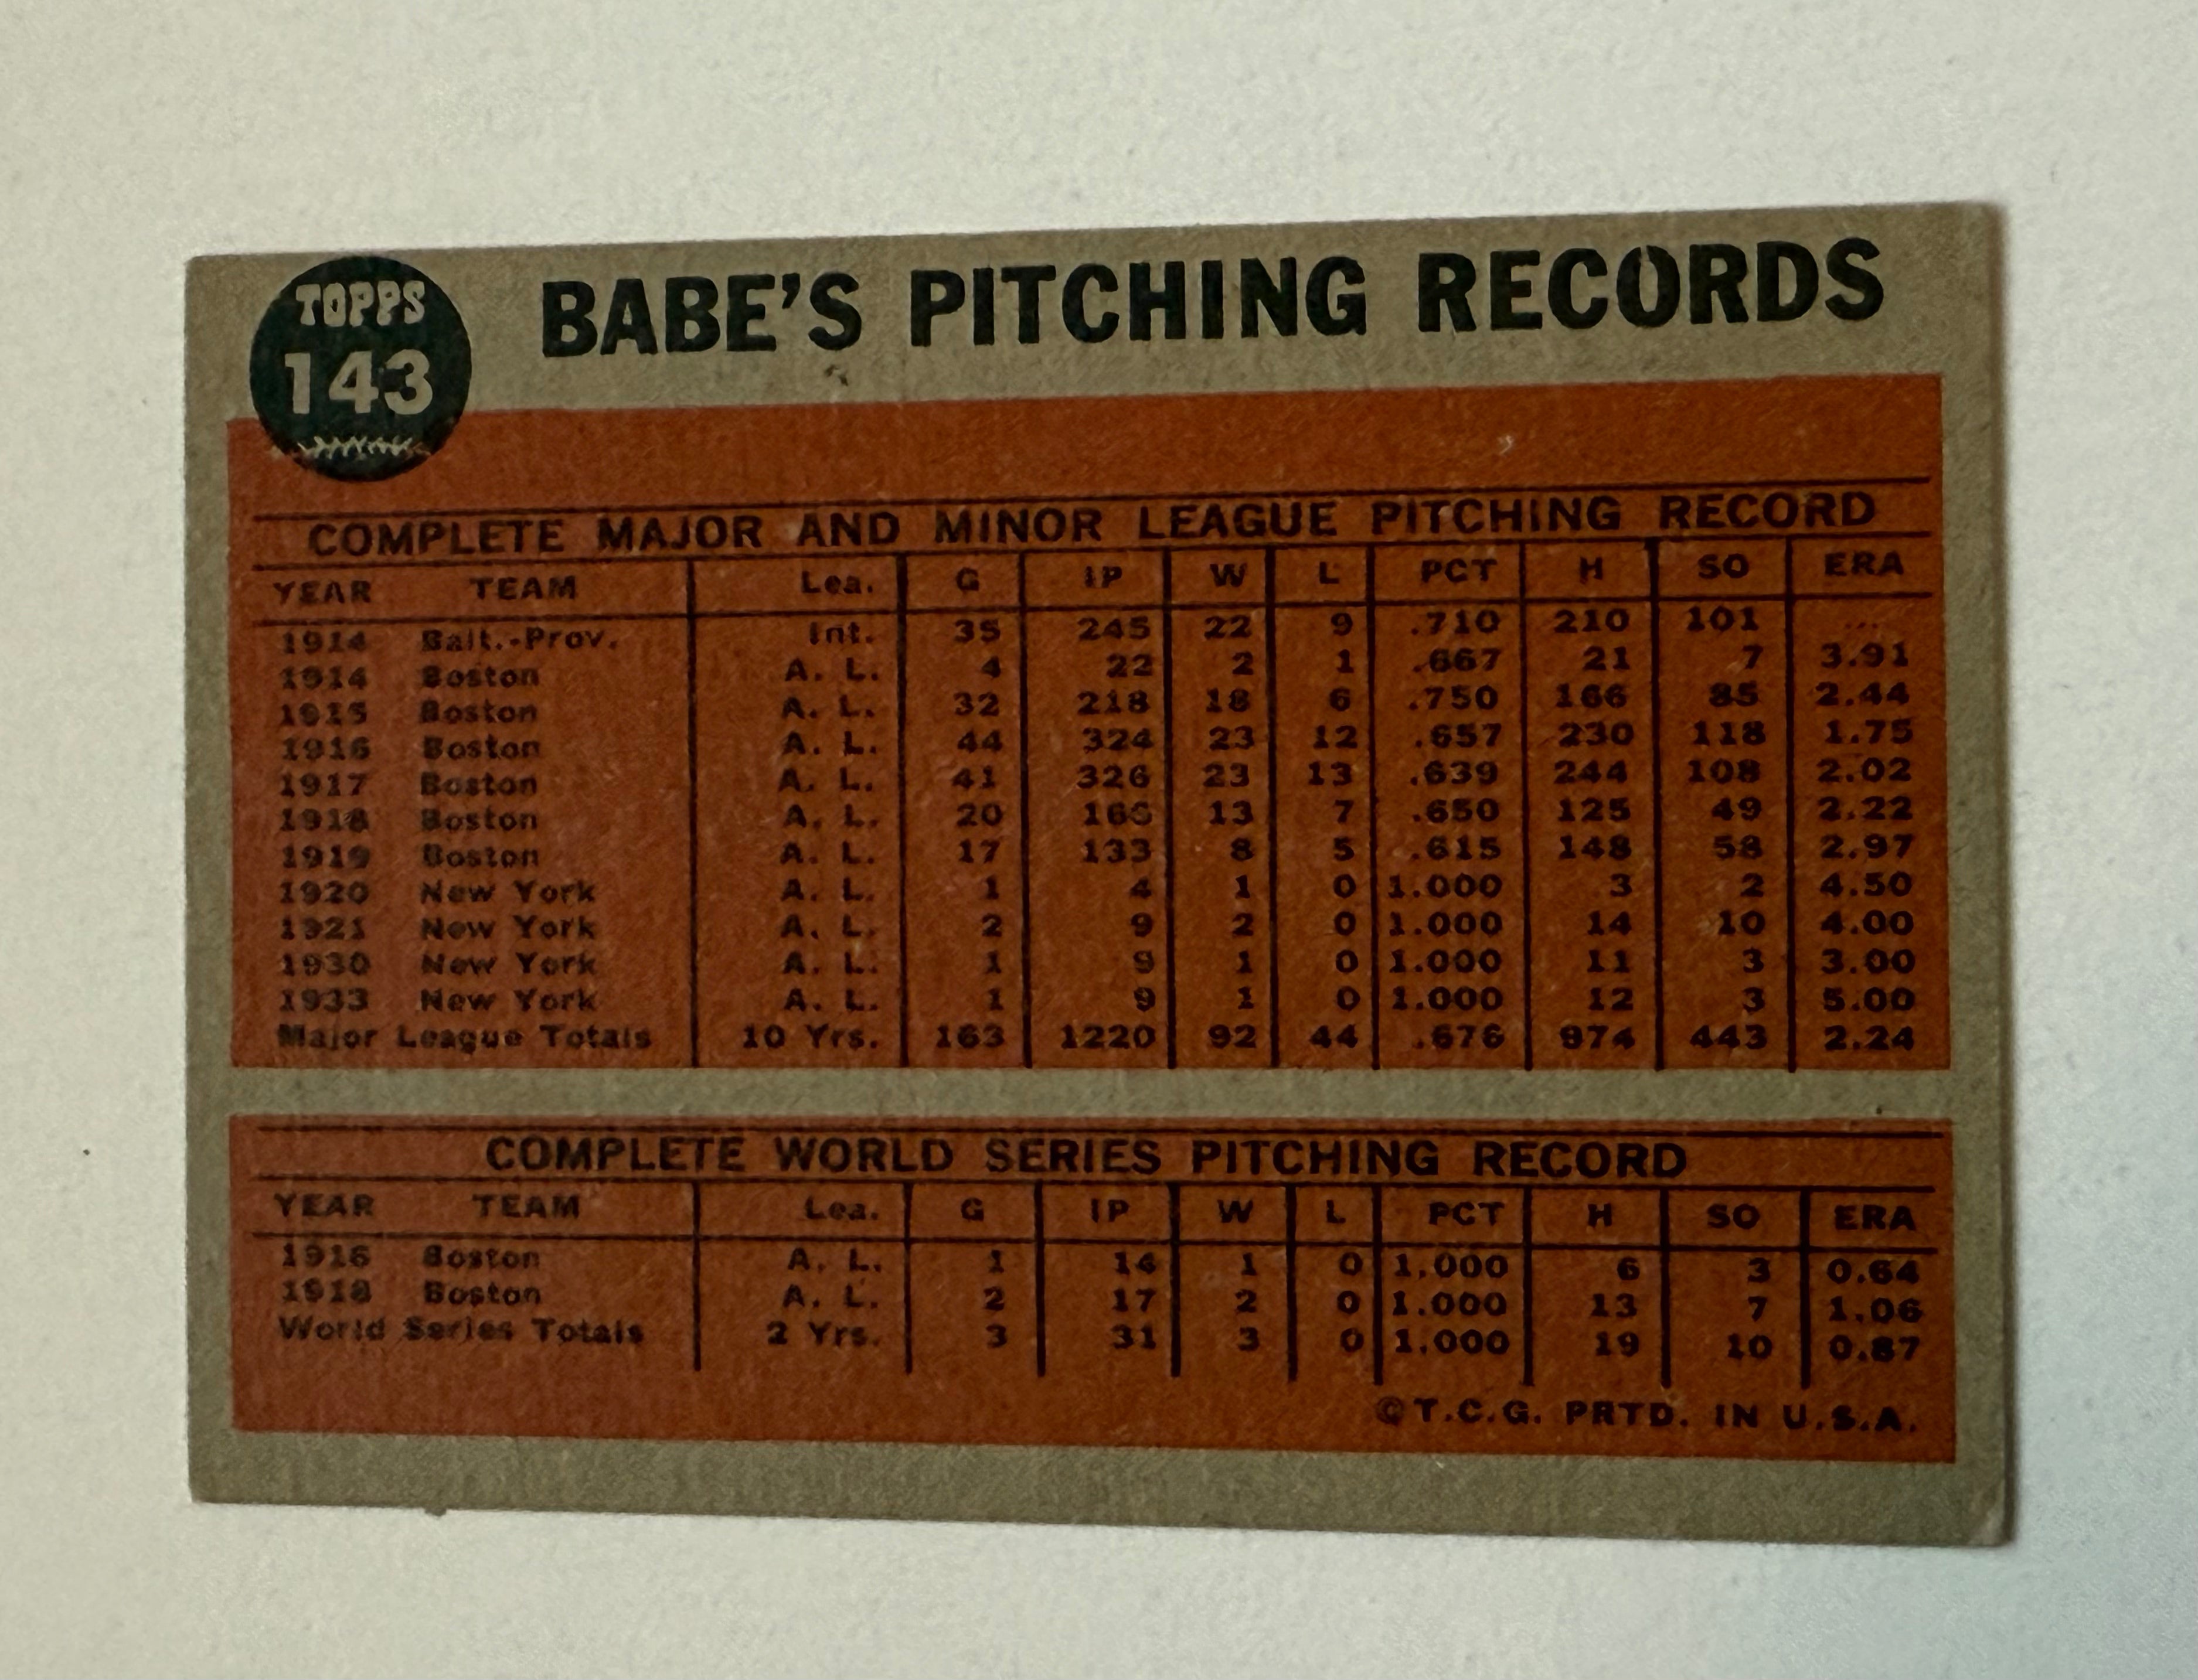 TOPPS
143
BABE'S PITCHING RECORDS
COMPLETE MAJOR AND MINOR LEAGUE PITCHING RECORD
YEAR TEAM Lea. G IP W L PCT H SO ERA
1914 Balt.-Prov. Int. 35 245 22 9 .710 210 101 ...
1914 Boston A. L. 4 22 2 1 .667 21 7 3.91
1915 Boston A. L. 32 218 18 6 .750 166 85 2.44
1916 Boston A. L. 44 324 23 12 .657 230 118 1.75
1917 Boston A. L. 41 326 23 13 .639 244 108 2.02
1918 Boston A. L. 20 166 13 7 .650 125 49 2.22
1919 Boston A. L. 17 133 8 5 .615 148 58 2.97
1920 New York A. L. 1 4 1 0 1.000 3 2 4.50
1921 New York A. L. 2 9 2 0 1.000 14 10 4.00
1930 New York A. L. 1 9 1 0 1.000 11 3 3.00
1933 New York A. L. 1 9 1 0 1.000 12 3 5.00
Major League Totals 10 Yrs. 163 1220 92 44 .676 974 443 2.24
COMPLETE WORLD SERIES PITCHING RECORD
YEAR TEAM Lea. G IP W L PCT H SO ERA
1916 Boston A. L. 1 14 1 0 1.000 6 3 0.64
1918 Boston A. L. 2 17 2 0 1.000 13 7 1.06
World Series Totals 2 Yrs. 3 31 3 0 1.000 19 10 0.87
©T.C.G. PRTD. IN U.S.A.